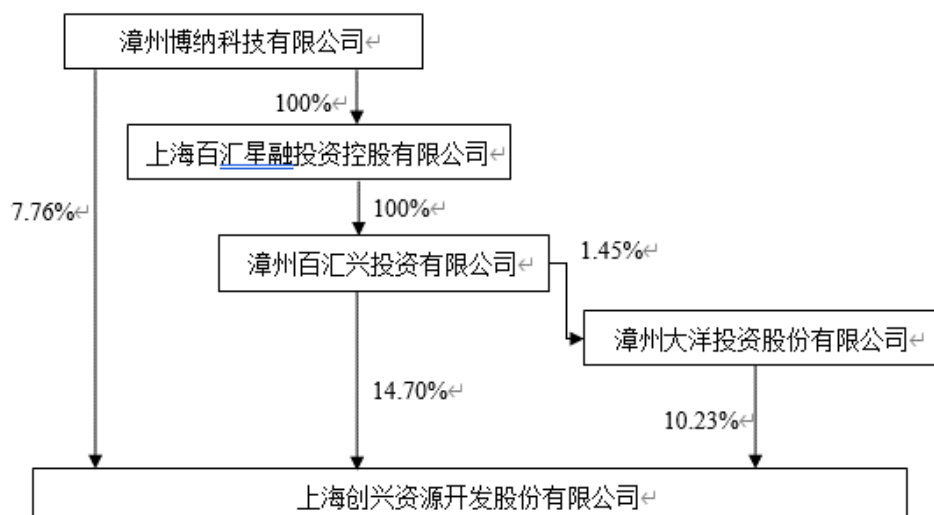 漳州博纳科技有限公司↵
100%↵
上海百汇星融投资控股有限公司↵
7.76%↵
100%↵
漳州百汇兴投资有限公司↵
1.45%↵
漳州大洋投资股份有限公司↵
14.70%↵
10.23%↵
上海创兴资源开发股份有限公司↵